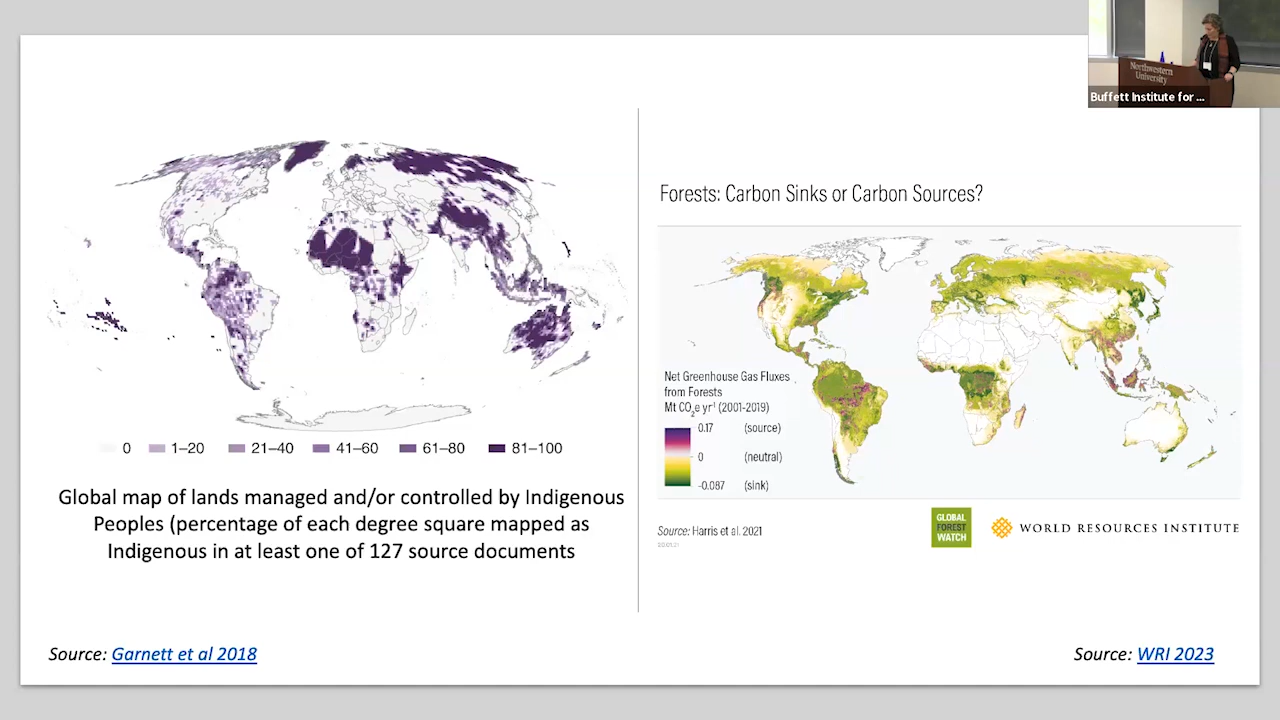 Northwestern
University
Buffett Institute for ...
0 1–20 21–40 41–60 61–80 81–100
Global map of lands managed and/or controlled by Indigenous
Peoples (percentage of each degree square mapped as
Indigenous in at least one of 127 source documents
Source: Garnett et al 2018
Forests: Carbon Sinks or Carbon Sources?
Net Greenhouse Gas Fluxes
from Forests
Mt CO₂e yr⁻¹ (2001-2019)
0.17 (source)
0 (neutral)
-0.087 (sink)
Source: Harris et al. 2021
GLOBAL
FOREST
WATCH
WORLD RESOURCES INSTITUTE
Source: WRI 2023